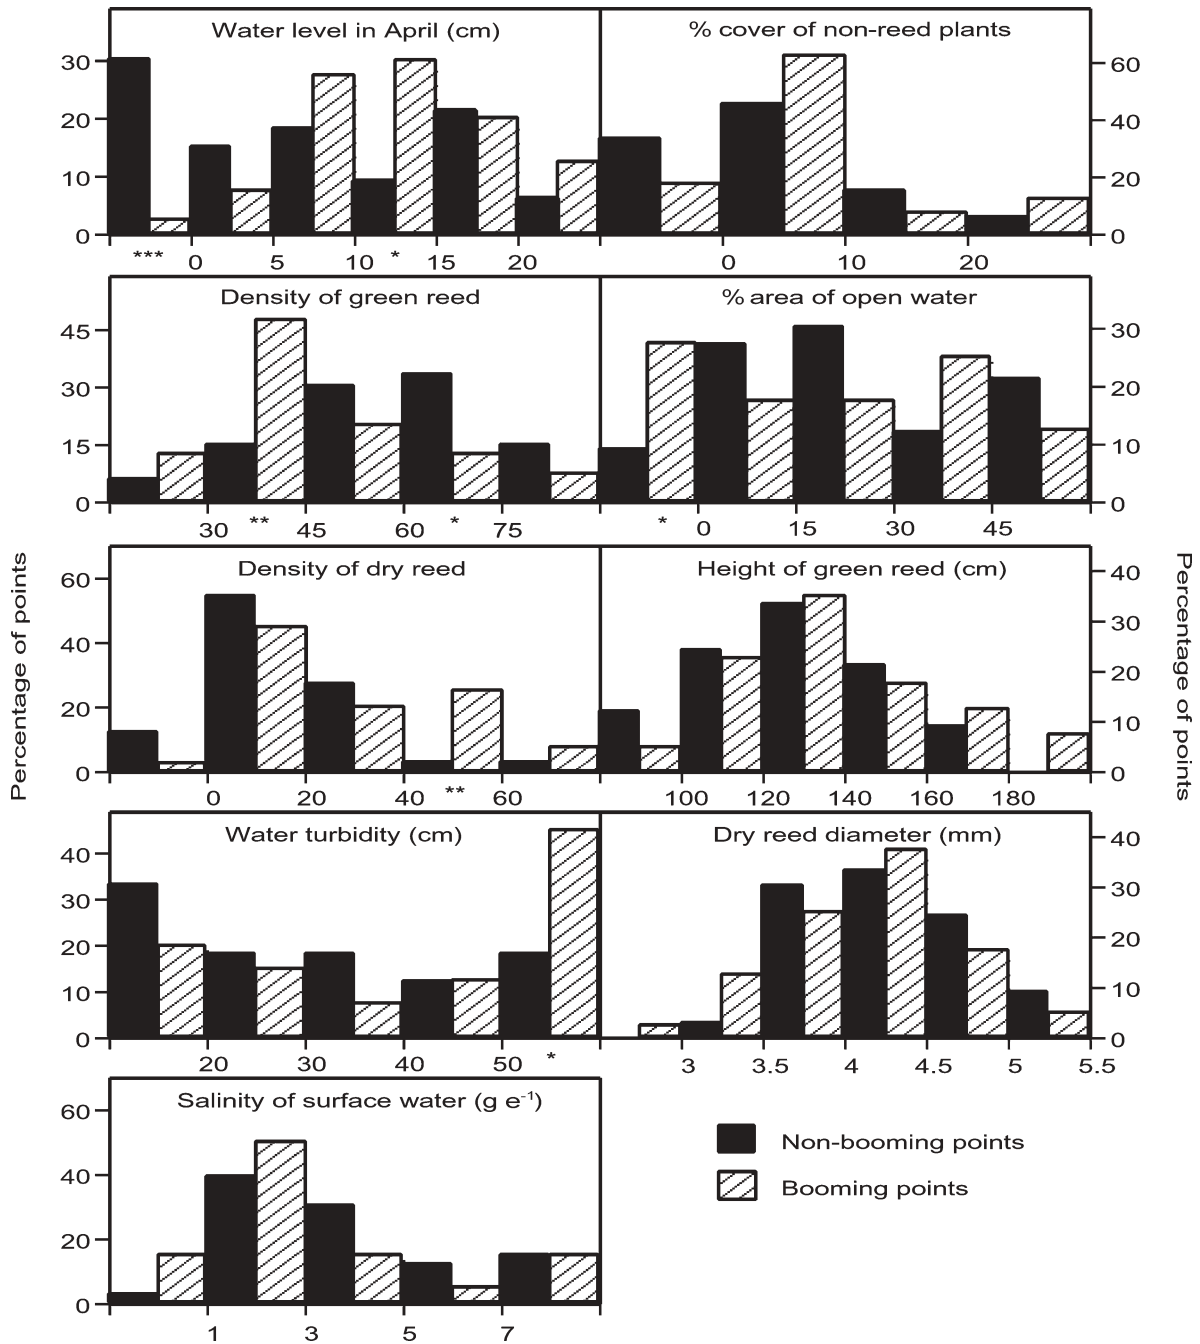 Water level in April (cm)
% cover of non-reed plants
30
20
10
0
60
40
20
0
*** 0 5 10 * 15 20
0 10 20
Density of green reed
% area of open water
45
30
15
0
30
20
10
0
30 ** 45 60 * 75
* 0 15 30 45
Percentage of points
Density of dry reed
Height of green reed (cm)
60
40
20
0
40
30
20
10
0
Percentage of points
0 20 40 ** 60
100 120 140 160 180
Water turbidity (cm)
Dry reed diameter (mm)
40
30
20
10
0
40
30
20
10
0
20 30 40 50 *
3 3.5 4 4.5 5 5.5
Salinity of surface water (g e⁻¹)
60
40
20
0
1 3 5 7
Non-booming points
Booming points